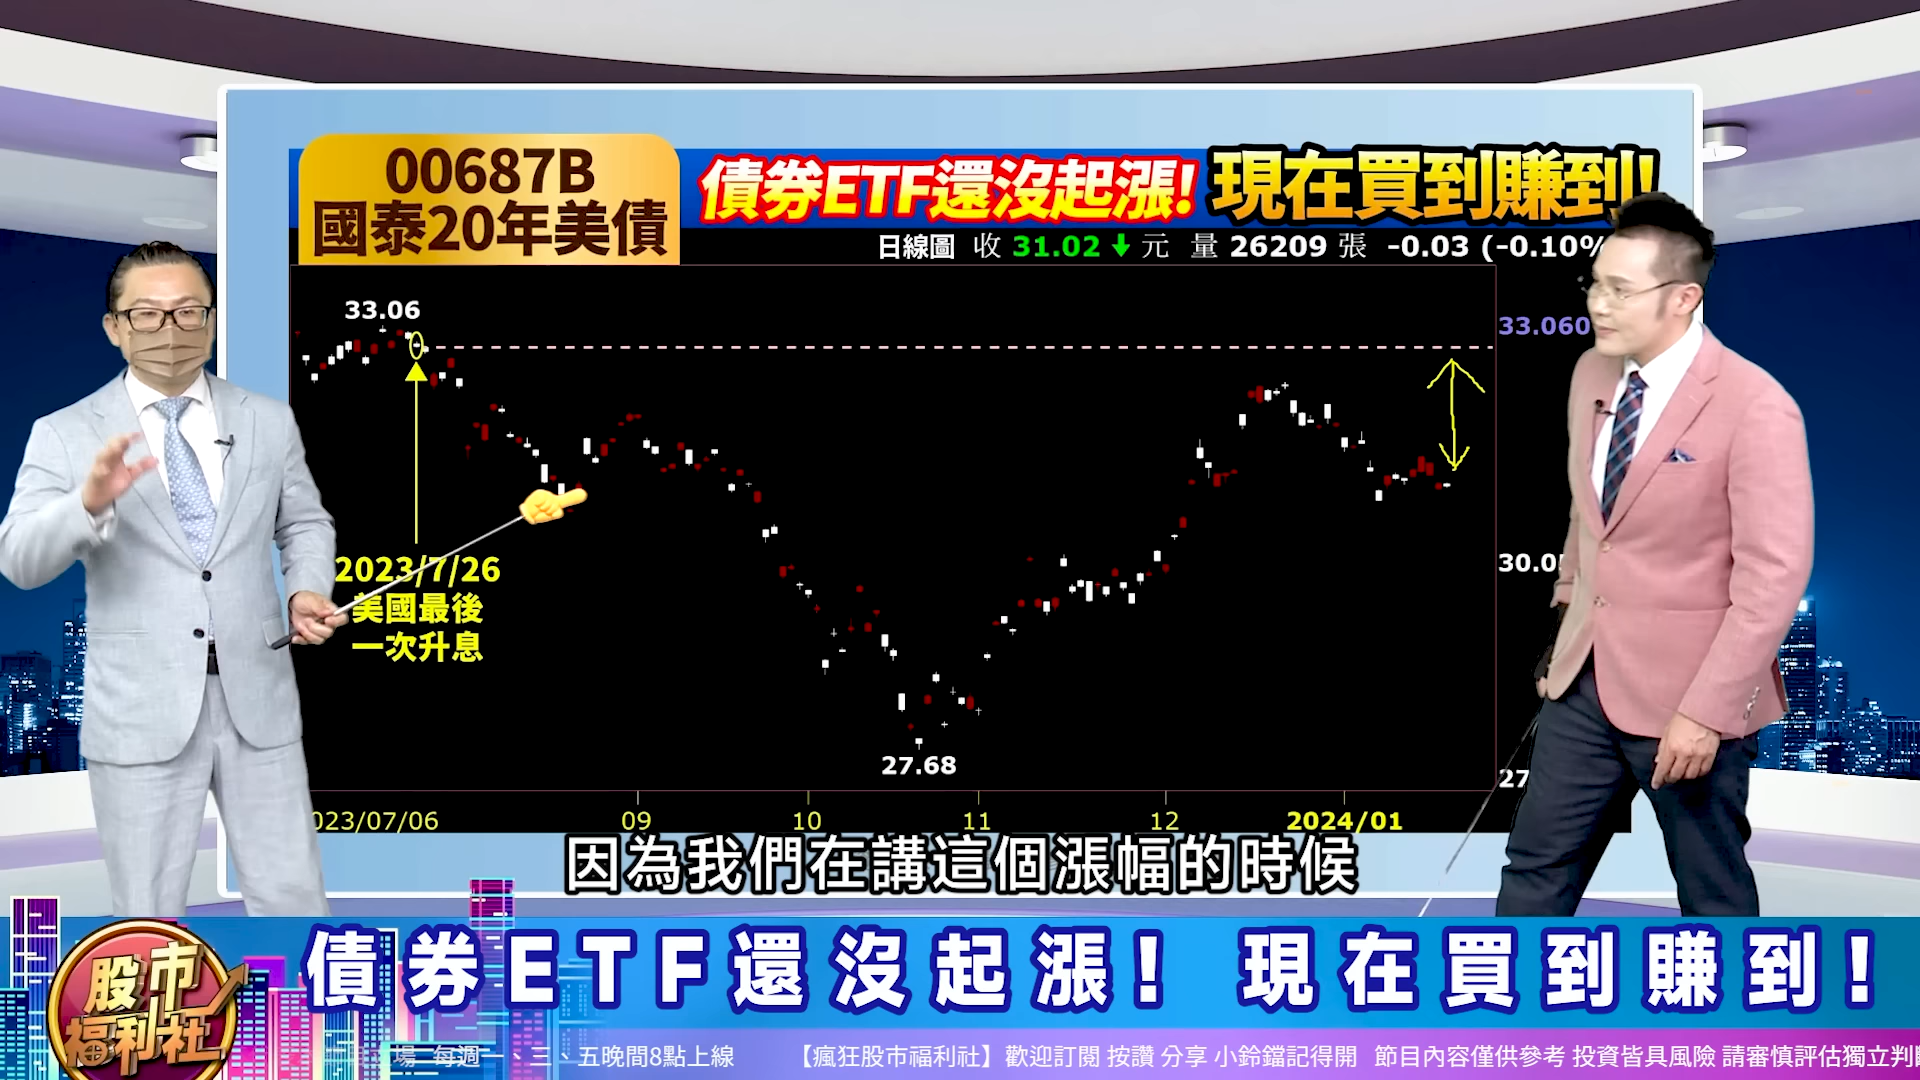 00687B
國泰20年美債
債券ETF還沒起漲! 現在買到賺到!
日線圖 收 31.02 元 量 26209 張 -0.03 (-0.10%
33.06
33.060
2023/7/26
美國最後
一次升息
30.0
27.68
27
023/07/06 09 10 11 12 2024/01
因為我們在講這個漲幅的時候
債券ETF還沒起漲! 現在買到賺到!
股市
福利社
場 每週一、三、五晚間8點上線 【瘋狂股市福利社】歡迎訂閱 按讚 分享 小鈴鐺記得開 節目內容僅供參考 投資皆具風險 請審慎評估獨立判